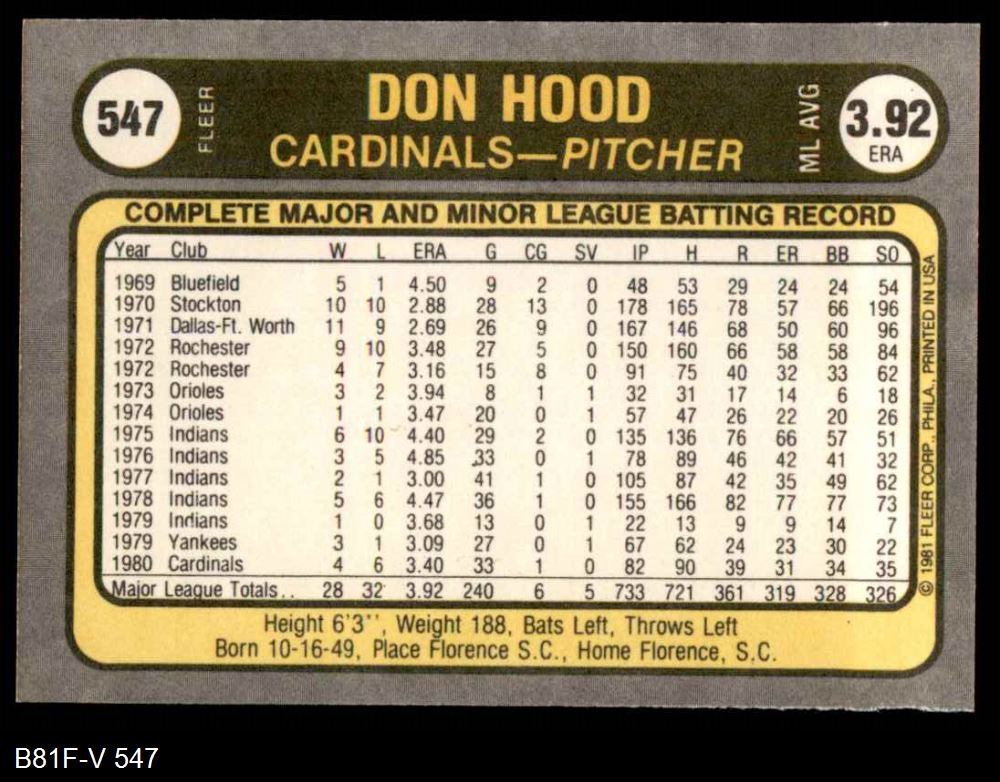 547 FLEER DON HOOD ML AVG 3.92
CARDINALS—PITCHER ERA
COMPLETE MAJOR AND MINOR LEAGUE BATTING RECORD
Year Club W L ERA G CG SV IP H R ER BB SO
1969 Bluefield 5 1 4.50 9 2 0 48 53 29 24 24 54
1970 Stockton 10 10 2.88 28 13 0 178 165 78 57 66 196
1971 Dallas-Ft. Worth 11 9 2.69 26 9 0 167 146 68 50 60 96
1972 Rochester 9 10 3.48 27 5 0 150 160 66 58 58 84
1972 Rochester 4 7 3.16 15 8 0 91 75 40 32 33 62
1973 Orioles 3 2 3.94 8 1 1 32 31 17 14 6 18
1974 Orioles 1 1 3.47 20 0 1 57 47 26 22 20 26
1975 Indians 6 10 4.40 29 2 0 135 136 76 66 57 51
1976 Indians 3 5 4.85 33 0 1 78 89 46 42 41 32
1977 Indians 2 1 3.00 41 1 0 105 87 42 35 49 62
1978 Indians 5 6 4.47 36 1 0 155 166 82 77 77 73
1979 Indians 1 0 3.68 13 0 1 22 13 9 9 14 7
1979 Yankees 3 1 3.09 27 0 1 67 62 24 23 30 22
1980 Cardinals 4 6 3.40 33 1 0 82 90 39 31 34 35
Major League Totals.. 28 32 3.92 240 6 5 733 721 361 319 328 326
Height 6'3'', Weight 188, Bats Left, Throws Left
Born 10-16-49, Place Florence S.C., Home Florence, S.C.
© 1981 FLEER CORP., PHILA., PRINTED IN USA
B81F-V 547